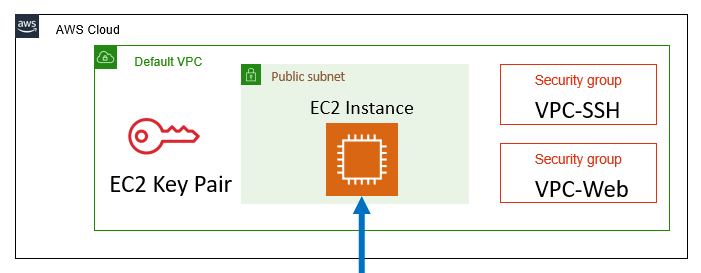 aws
AWS Cloud
Default VPC
Public subnet
EC2 Instance
EC2 Key Pair
Security group
VPC-SSH
Security group
VPC-Web